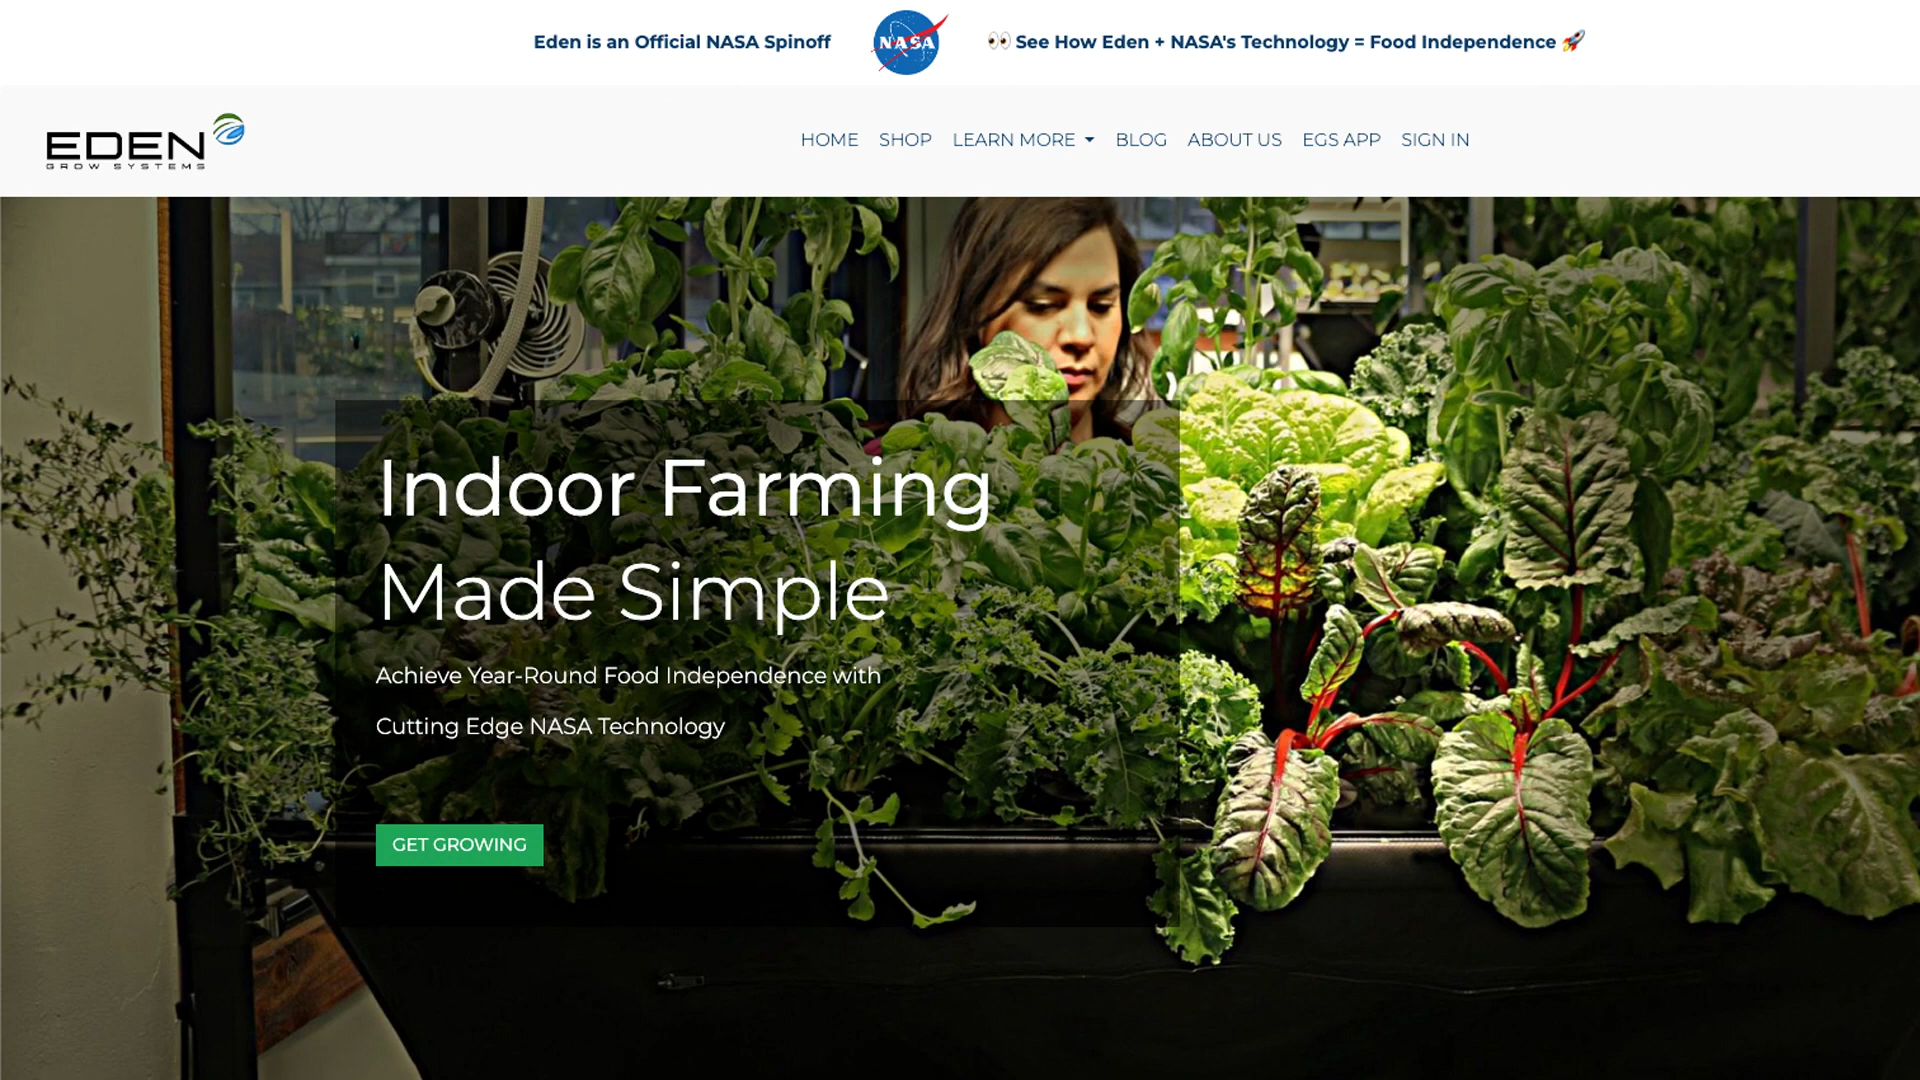 Eden is an Official NASA Spinoff
NASA
👀 See How Eden + NASA's Technology = Food Independence 🚀
EDEN
GROW SYSTEMS
HOME
SHOP
LEARN MORE
BLOG
ABOUT US
EGS APP
SIGN IN
Indoor Farming
Made Simple
Achieve Year-Round Food Independence with
Cutting Edge NASA Technology
GET GROWING